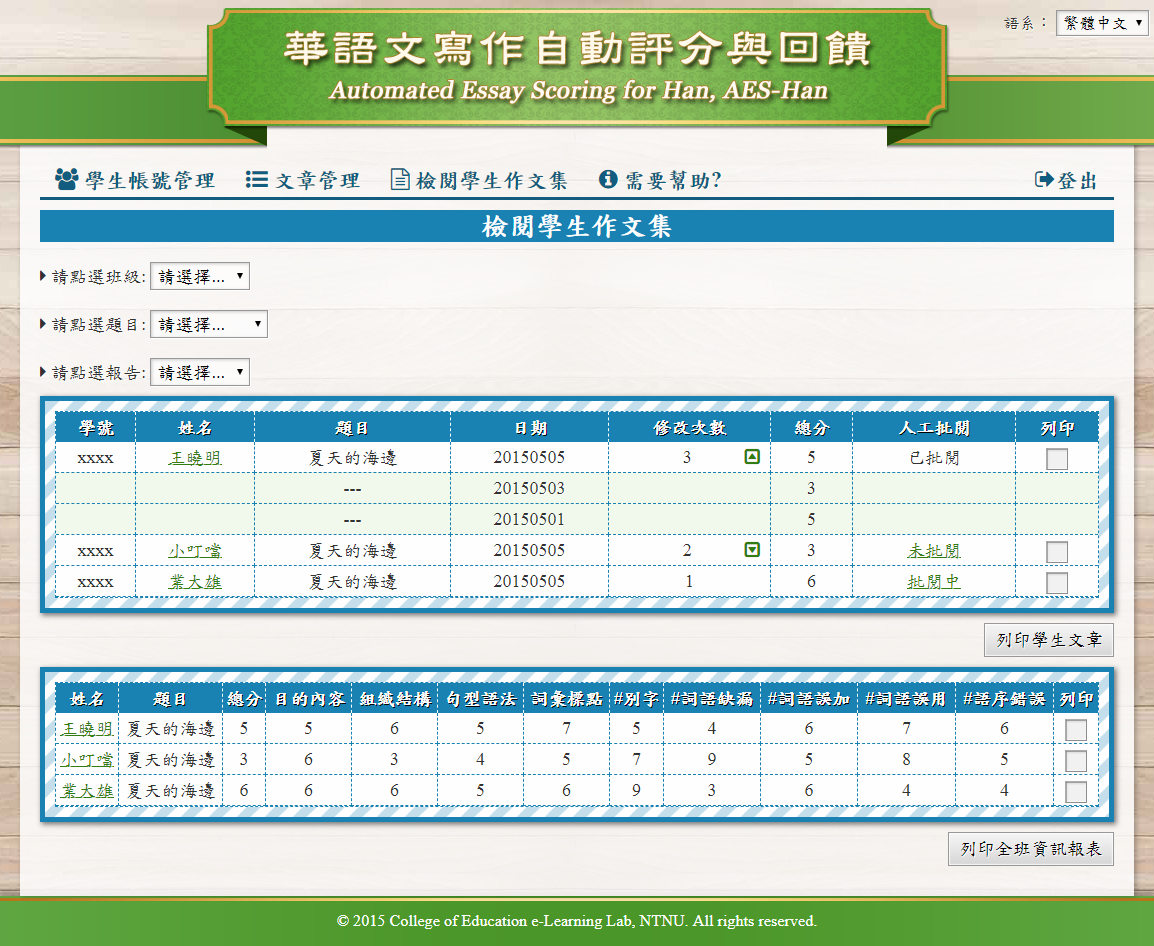 語系： 繁體中文
華語文寫作自動評分與回饋
Automated Essay Scoring for Han, AES-Han
學生帳號管理 文章管理 檢閱學生作文集 需要幫助? 登出
檢閱學生作文集
請點選班級: 請選擇...
請點選題目: 請選擇...
請點選報告: 請選擇...
學號 姓名 題目 日期 修改次數 總分 人工批閱 列印
xxxx 王曉明 夏天的海邊 20150505 3 5 已批閱
--- 20150503 3
--- 20150501 5
xxxx 小叮噹 夏天的海邊 20150505 2 3 未批閱
xxxx 葉大雄 夏天的海邊 20150505 1 6 批閱中
列印學生文章
姓名 題目 總分 目的內容 組織結構 句型語法 詞彙標點 #別字 #詞語缺漏 #詞語誤加 #詞語誤用 #語序錯誤 列印
王曉明 夏天的海邊 5 5 6 5 7 5 4 6 7 6
小叮噹 夏天的海邊 3 6 3 4 5 7 9 5 8 5
葉大雄 夏天的海邊 6 6 6 5 6 9 3 6 4 4
列印全班資訊報表
© 2015 College of Education e-Learning Lab, NTNU. All rights reserved.